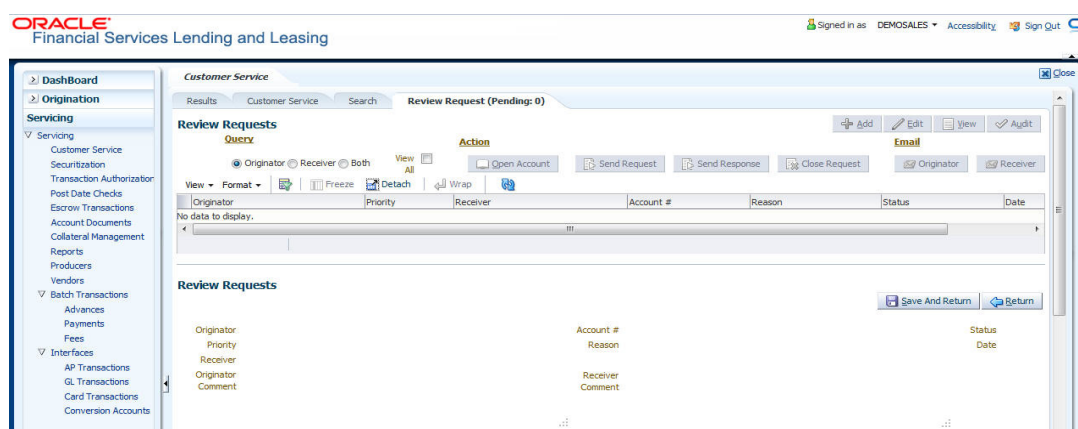 ORACLE
Financial Services Lending and Leasing
Signed in as DEMOSALES Accessibility Sign Out
Close
DashBoard
Origination
Servicing
Servicing
Customer Service
Securitization
Transaction Authorization
Post Date Checks
Escrow Transactions
Account Documents
Collateral Management
Reports
Producers
Vendors
Batch Transactions
Advances
Payments
Fees
Interfaces
AP Transactions
GL Transactions
Card Transactions
Conversion Accounts
Customer Service
Results Customer Service Search Review Request (Pending: 0)
Review Requests
Add Edit View Audit
Query Action Email
Originator Receiver Both View All Open Account Send Request Send Response Close Request Originator Receiver
View Format Freeze Detach Wrap
Originator Priority Receiver Account # Reason Status Date
No data to display.
Review Requests
Save And Return Return
Originator Account # Status
Priority Reason Date
Receiver
Originator Comment Receiver Comment